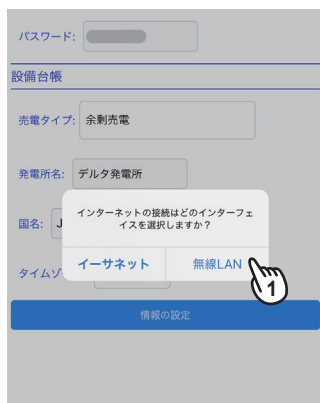 パスワード:
設備台帳
売電タイプ: 余剰売電
発電所名: デルタ発電所
国名: J
インターネットの接続はどのインターフェ
イスを選択しますか？
イーサネット 無線LAN
タイムゾ
1
情報の設定